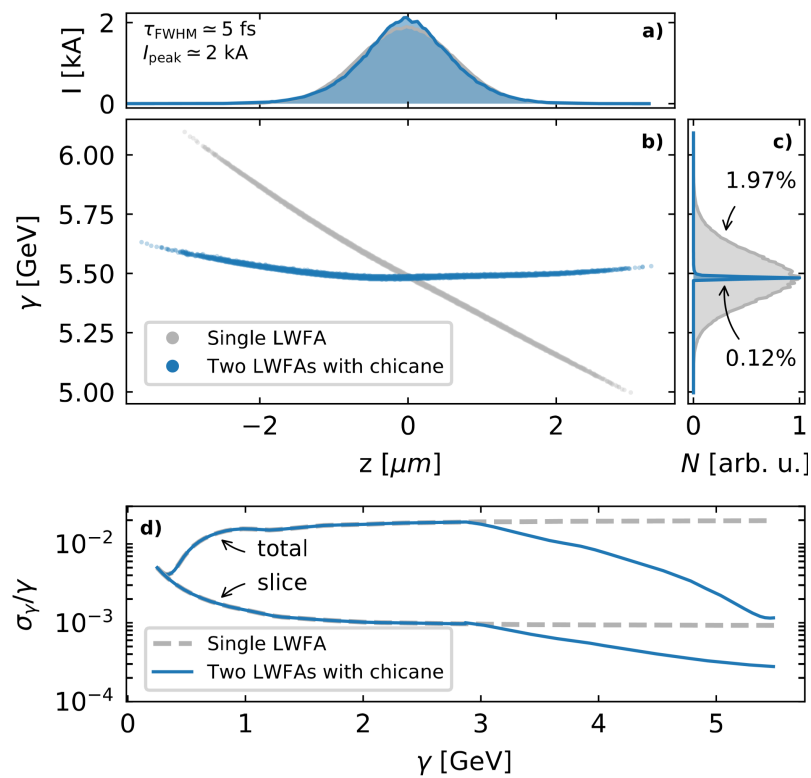 I [kA]
2
0
τFWHM ≃ 5 fs
Ipeak ≃ 2 kA
a)
γ [GeV]
6.00
5.75
5.50
5.25
5.00
b)
Single LWFA
Two LWFAs with chicane
−2 0 2
z [μm]
c)
1.97%
0.12%
0 1
N [arb. u.]
σγ/γ
10−2
10−3
10−4
d)
total
slice
Single LWFA
Two LWFAs with chicane
0 1 2 3 4 5
γ [GeV]